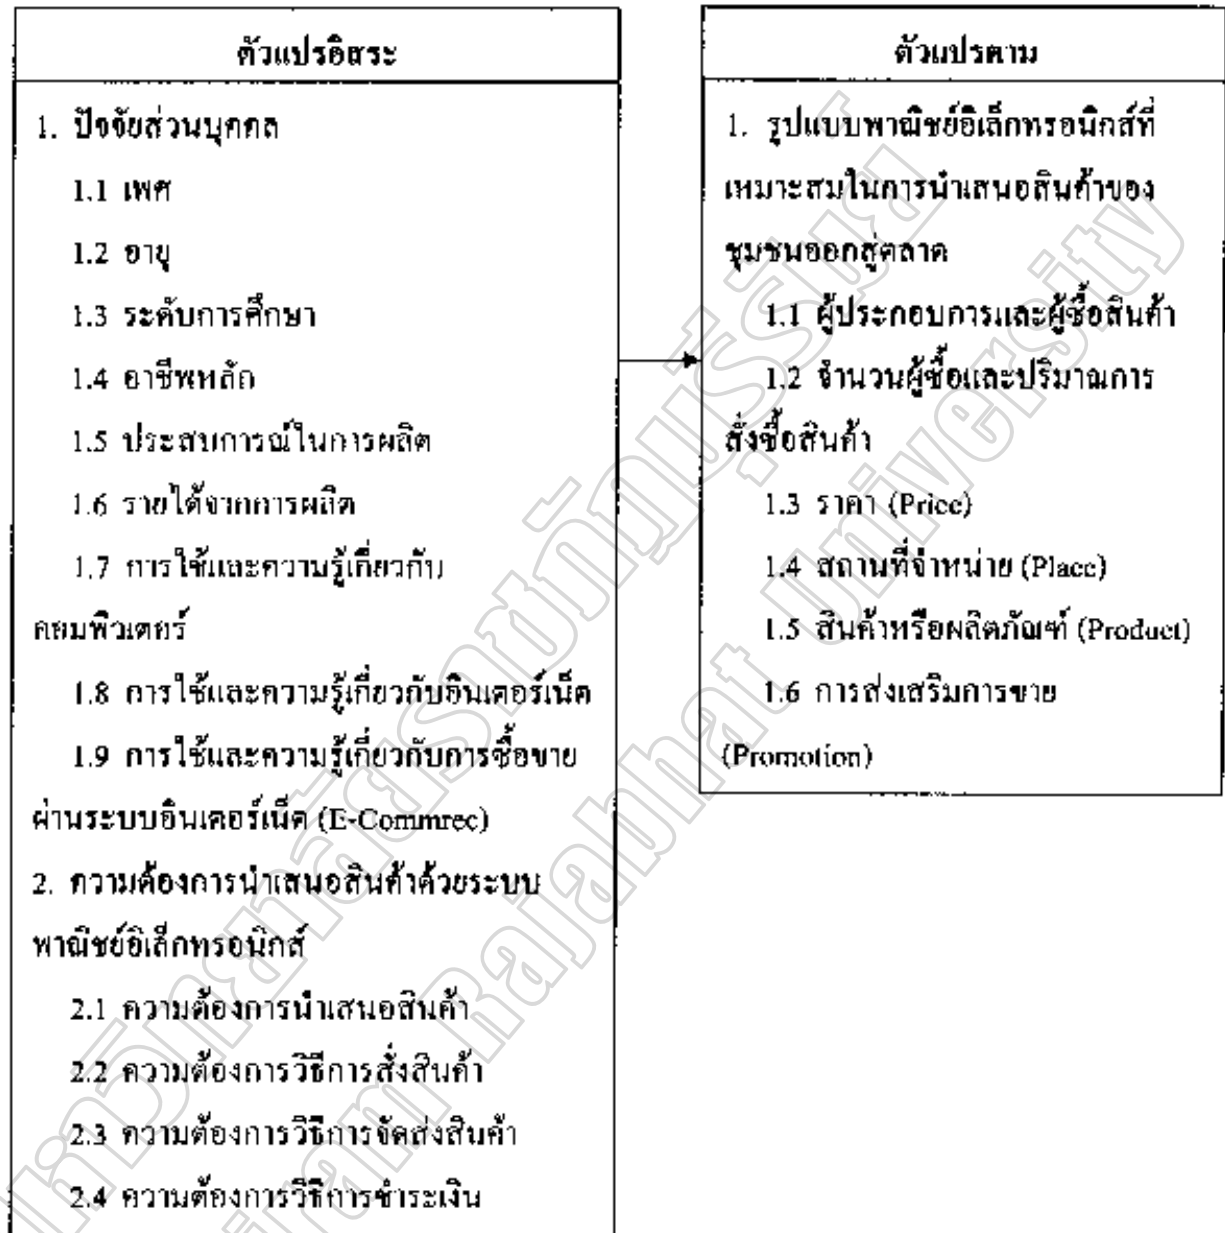 ตัวแปรอิสระ
1. ปัจจัยส่วนบุคคล
1.1 เพศ
1.2 อายุ
1.3 ระดับการศึกษา
1.4 อาชีพหลัก
1.5 ประสบการณ์ในการผลิต
1.6 รายได้จากการผลิต
1.7 การใช้และความรู้เกี่ยวกับ
คอมพิวเตอร์
1.8 การใช้และความรู้เกี่ยวกับอินเตอร์เน็ต
1.9 การใช้และความรู้เกี่ยวกับการซื้อขาย
ผ่านระบบอินเตอร์เน็ต (E-Commrec)
2. ความต้องการนำเสนอสินค้าด้วยระบบ
พาณิชย์อิเล็กทรอนิกส์
2.1 ความต้องการนำเสนอสินค้า
2.2 ความต้องการวิธีการสั่งสินค้า
2.3 ความต้องการวิธีการจัดส่งสินค้า
2.4 ความต้องการวิธีการชำระเงิน
ตัวแปรตาม
1. รูปแบบพาณิชย์อิเล็กทรอนิกส์ที่
เหมาะสมในการนำเสนอสินค้าของ
ชุมชนออกสู่ตลาด
1.1 ผู้ประกอบการและผู้ซื้อสินค้า
1.2 จำนวนผู้ซื้อและปริมาณการ
สั่งซื้อสินค้า
1.3 ราคา (Price)
1.4 สถานที่จำหน่าย (Place)
1.5 สินค้าหรือผลิตภัณฑ์ (Product)
1.6 การส่งเสริมการขาย
(Promotion)
Rajabhat University